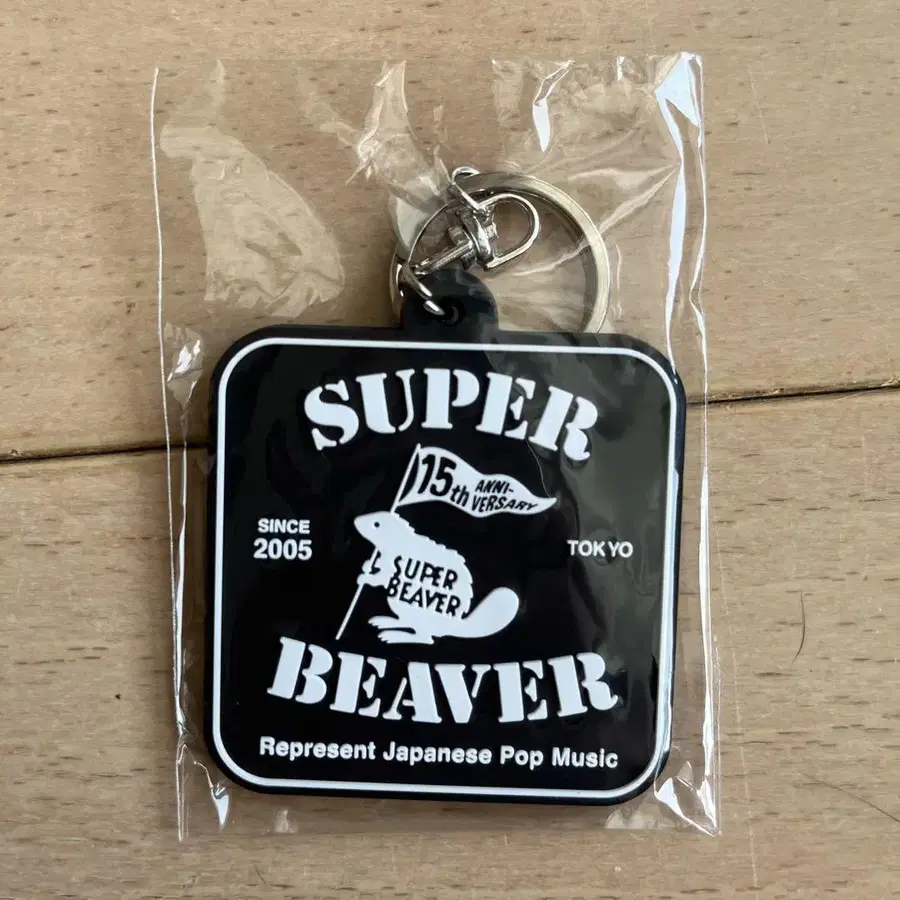 SUPER
15th ANNI-
VERSARY
SINCE
2005
TOKYO
SUPER
BEAVER
BEAVER
Represent Japanese Pop Music